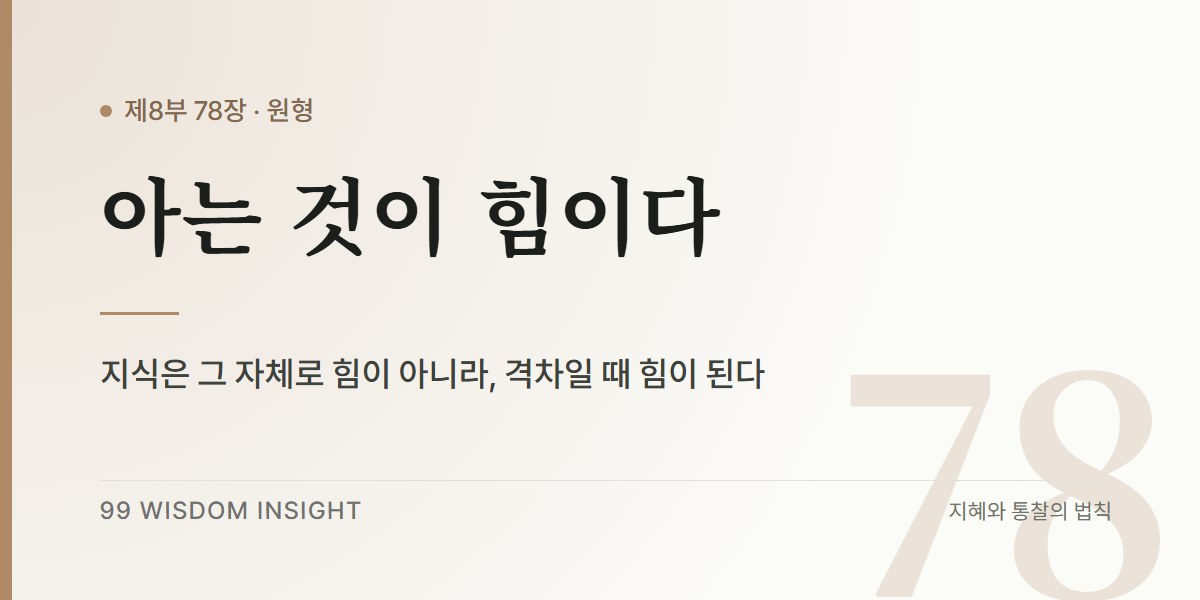 제8부 78장 · 원형
아는 것이 힘이다
지식은 그 자체로 힘이 아니라, 격차일 때 힘이 된다
78
99 WISDOM INSIGHT
지혜와 통찰의 법칙